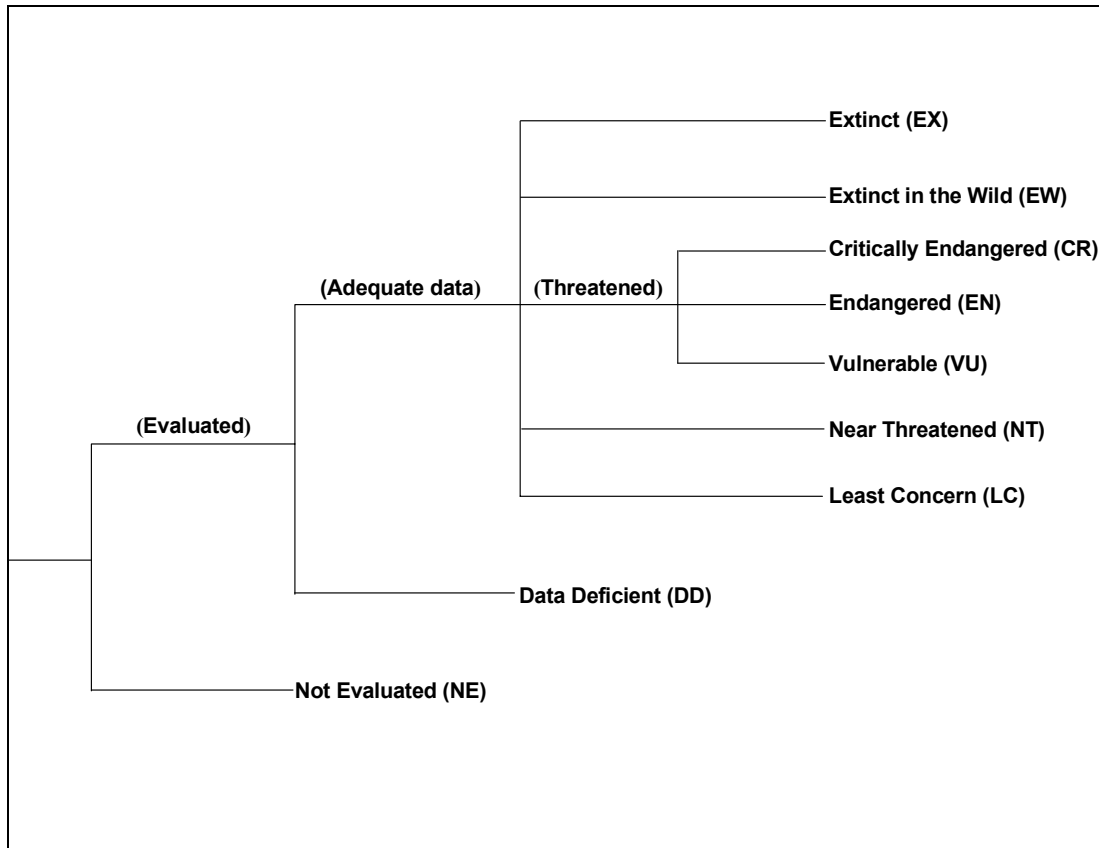 Extinct (EX)
Extinct in the Wild (EW)
Critically Endangered (CR)
(Adequate data)
(Threatened)
Endangered (EN)
Vulnerable (VU)
(Evaluated)
Near Threatened (NT)
Least Concern (LC)
Data Deficient (DD)
Not Evaluated (NE)